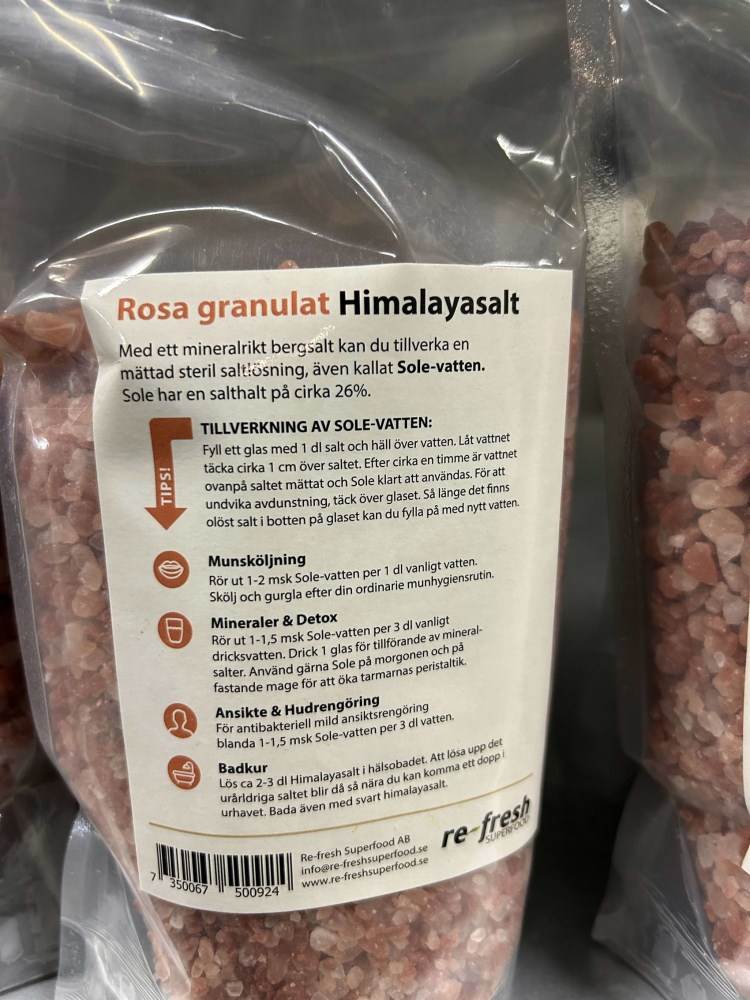 Rosa granulat Himalayasalt
Med ett mineralrikt bergsalt kan du tillverka en
mättad steril saltlösning, även kallat Sole-vatten.
Sole har en salthalt på cirka 26%.
TIPS!
TILLVERKNING AV SOLE-VATTEN:
Fyll ett glas med 1 dl salt och häll över vatten. Låt vattnet
täcka cirka 1 cm över saltet. Efter cirka en timme är vattnet
ovanpå saltet mättat och Sole klart att användas. För att
undvika avdunstning, täck över glaset. Så länge det finns
olöst salt i botten på glaset kan du fylla på med nytt vatten.
Munsköljning
Rör ut 1-2 msk Sole-vatten per 1 dl vanligt vatten.
Skölj och gurgla efter din ordinarie munhygiensrutin.
Mineraler & Detox
Rör ut 1-1,5 msk Sole-vatten per 3 dl vanligt
dricksvatten. Drick 1 glas för tillförande av mineral-
salter. Använd gärna Sole på morgonen och på
fastande mage för att öka tarmarnas peristaltik.
Ansikte & Hudrengöring
För antibakteriell mild ansiktsrengöring
blanda 1-1,5 msk Sole-vatten per 3 dl vatten.
Badkur
Lös ca 2-3 dl Himalayasalt i hälsobadet. Att lösa upp det
uråldriga saltet blir då så nära du kan komma ett dopp i
urhavet. Bada även med svart himalayasalt.
7 350067 500924
Re-fresh Superfood AB
info@re-freshsuperfood.se
www.re-freshsuperfood.se
re-fresh
SUPERFOOD